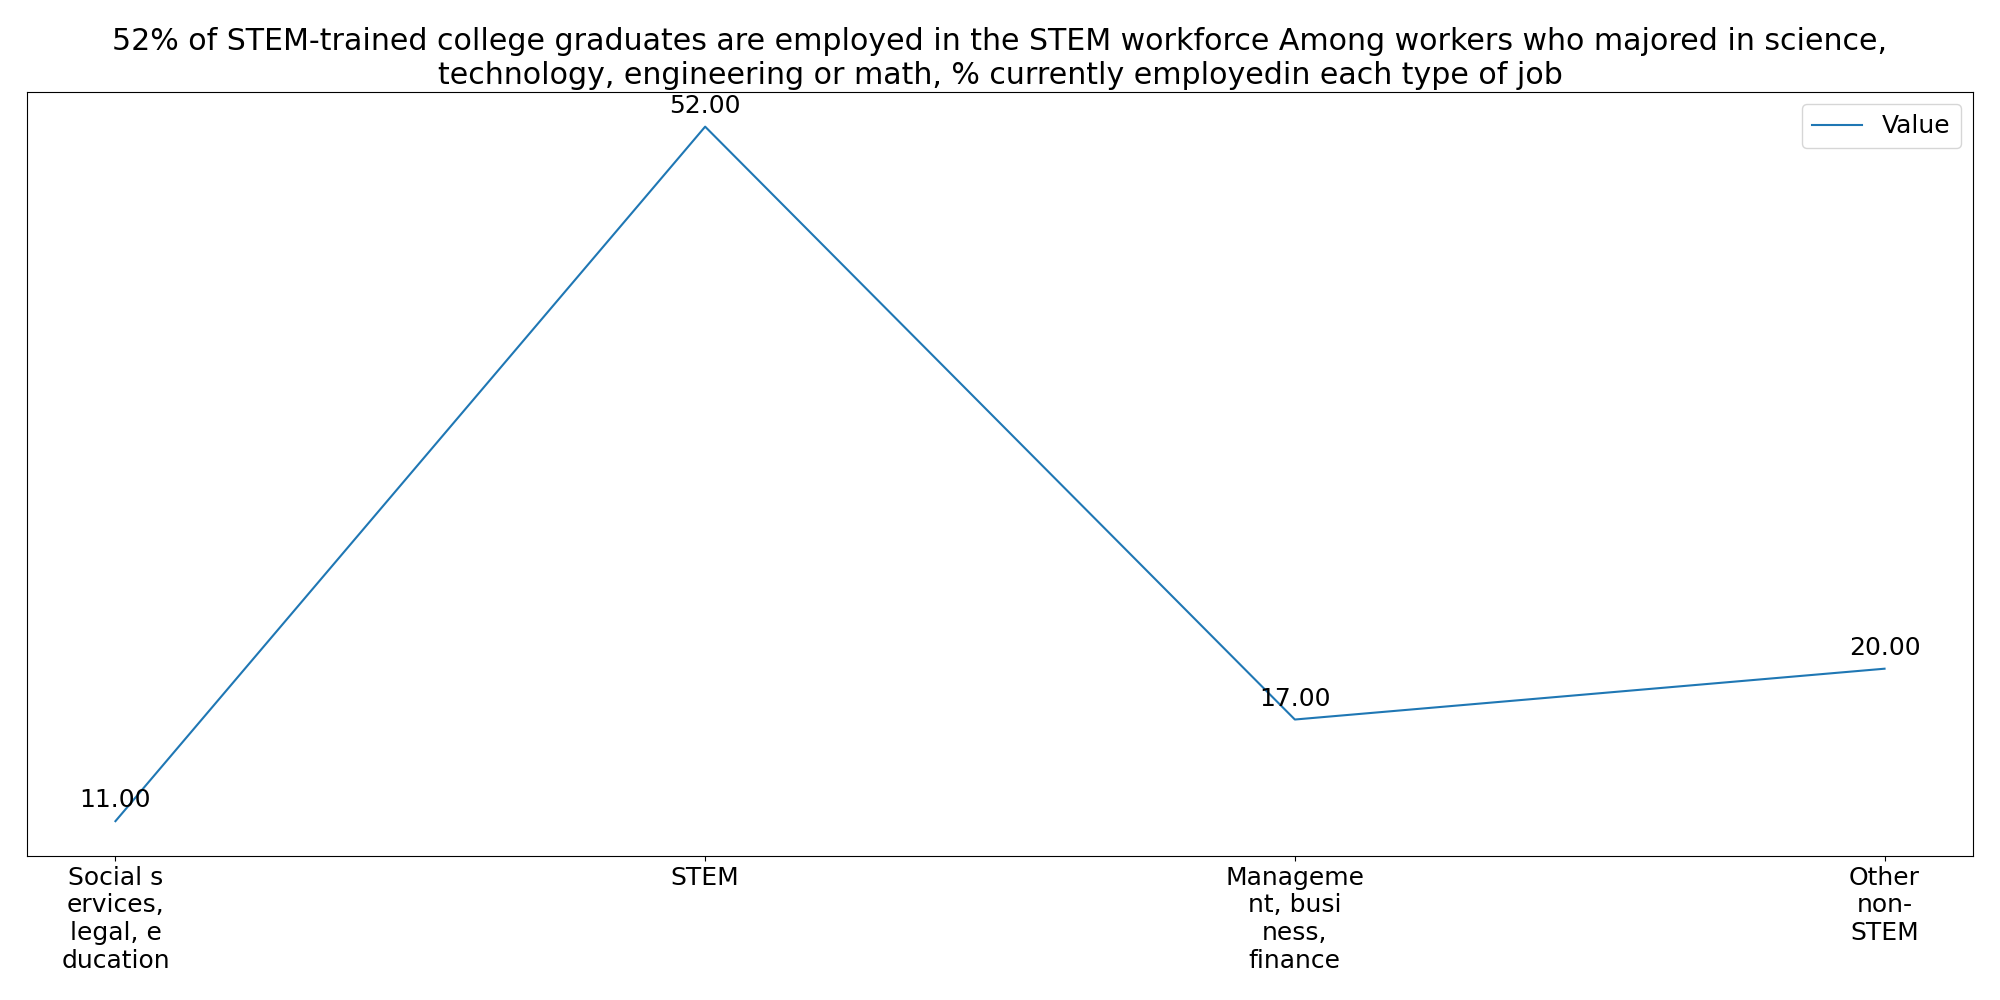 52% of STEM-trained college graduates are employed in the STEM workforce Among workers who majored in science,
technology, engineering or math, % currently employedin each type of job
52.00
Value
20.00
17.00
11.00
Social s
ervices,
legal, e
ducation
STEM
Manageme
nt, busi
ness,
finance
Other
non-
STEM